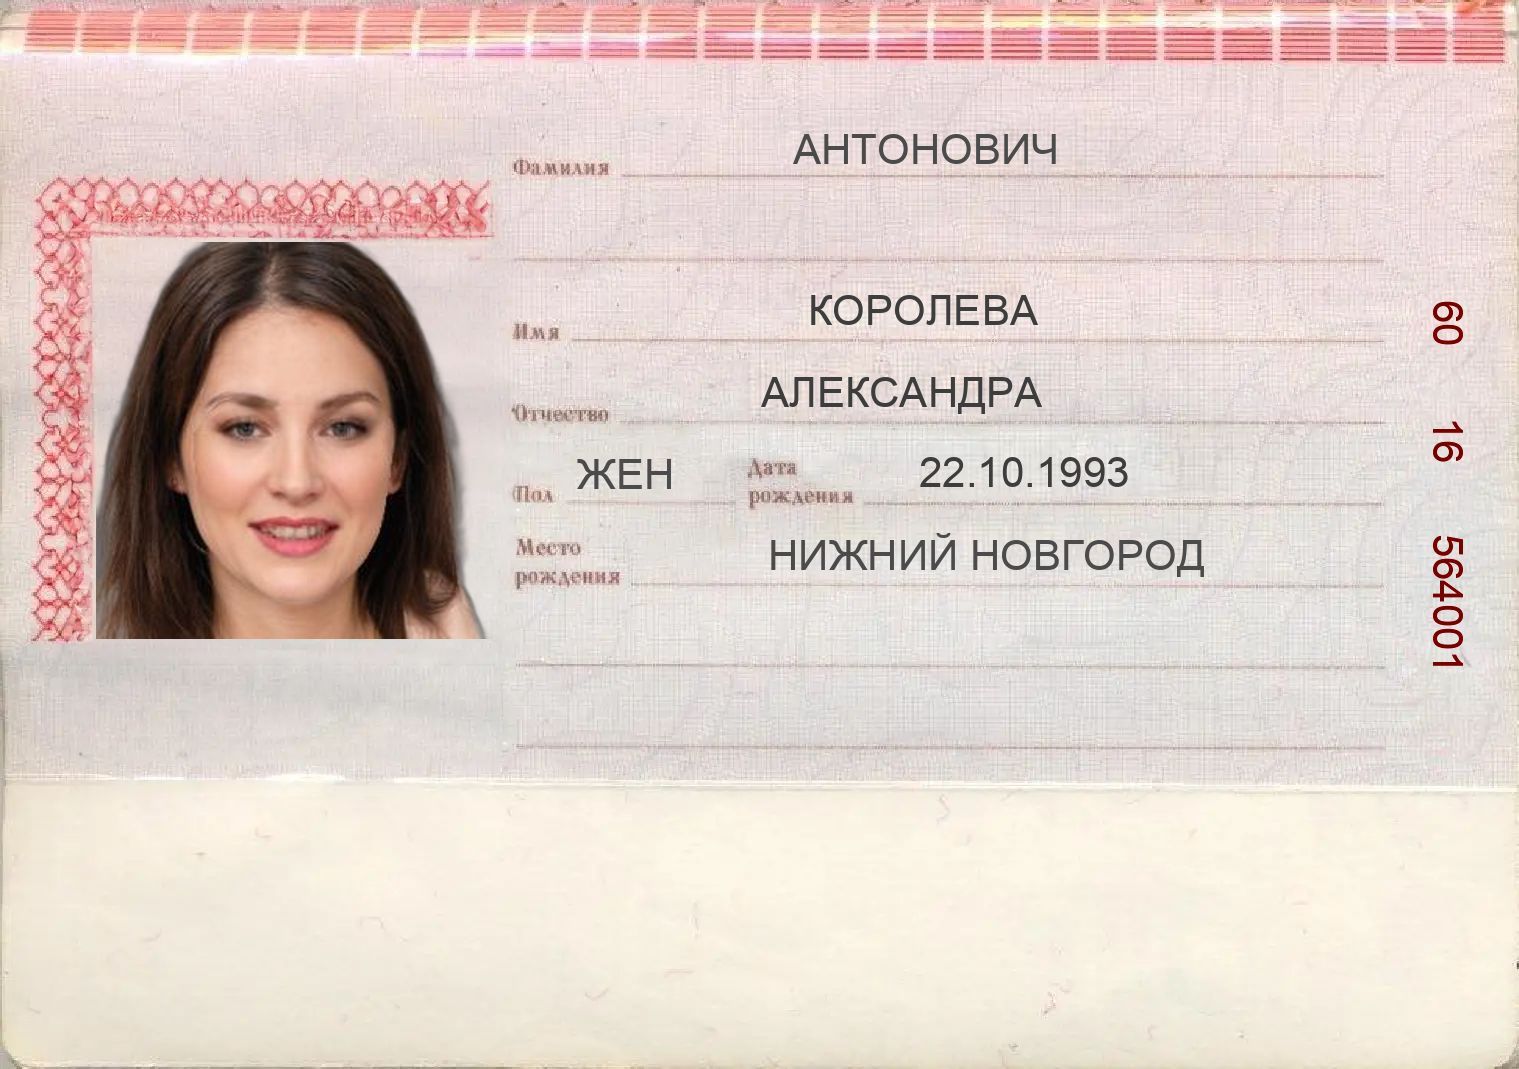 Фамилия АНТОНОВИЧ
Имя КОРОЛЕВА
Отчество АЛЕКСАНДРА
Пол ЖЕН Дата рождения 22.10.1993
Место рождения НИЖНИЙ НОВГОРОД
60 16 564001